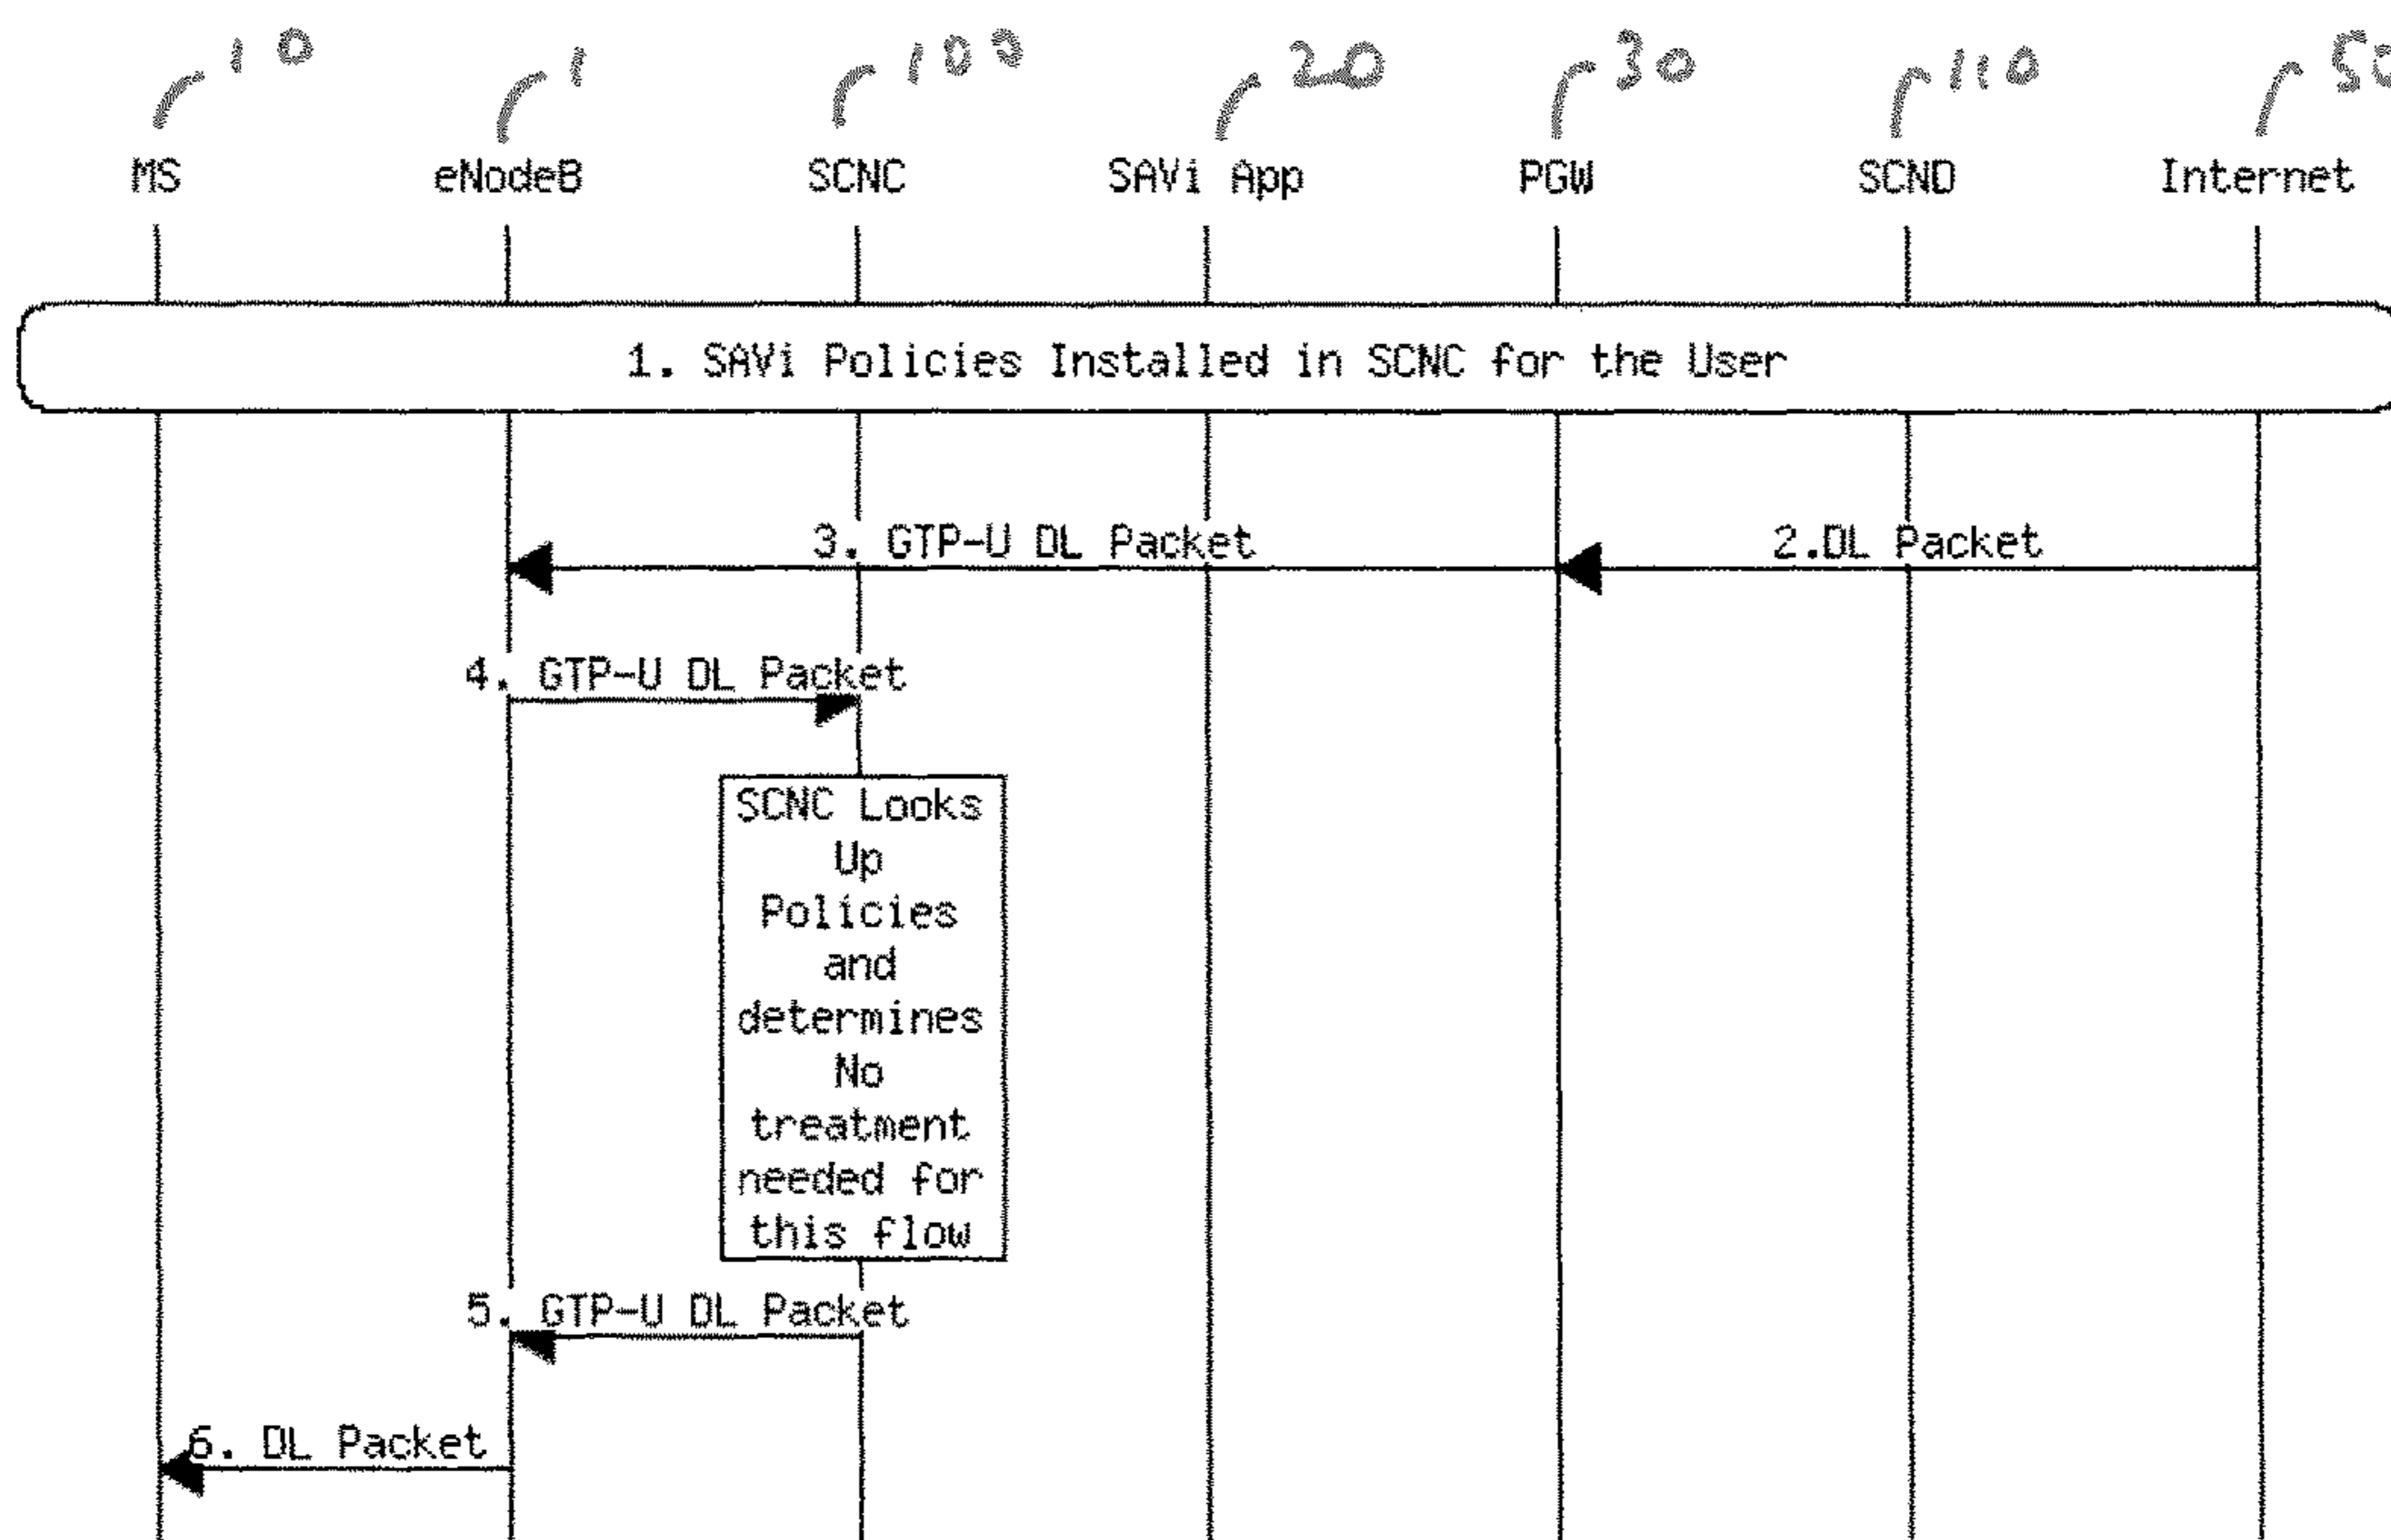 10 1 100 20 30 110
MS eNodeB SCNC SAVi App PGW SCND Internet
1. SAVi Policies Installed in SCNC for the User
3. GTP-U DL Packet 2.DL Packet
4. GTP-U DL Packet
SCNC Looks
Up
Policies
and
determines
No
treatment
needed for
this flow
5. GTP-U DL Packet
6. DL Packet